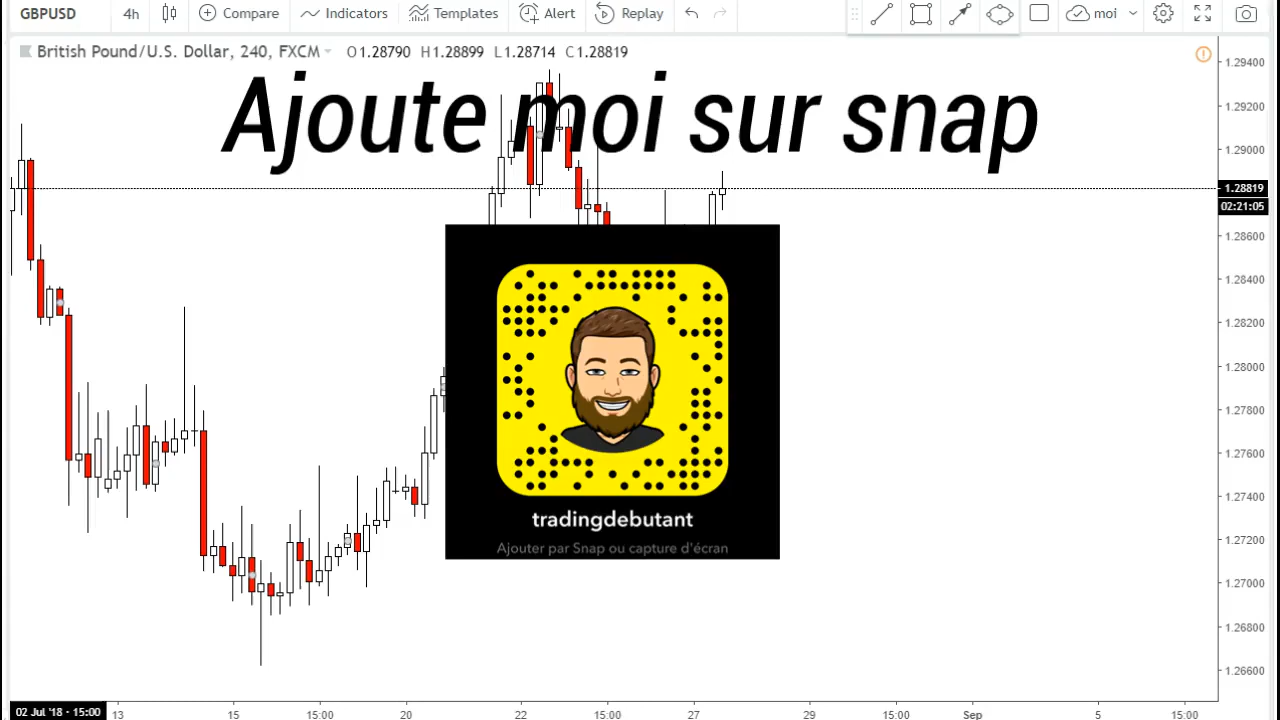 GBPUSD 4h Compare Indicators Templates Alert Replay moi
British Pound/U.S. Dollar, 240, FXCM O1.28790 H1.28899 L1.28714 C1.28819
Ajoute moi sur snap
1.29400
1.29200
1.29000
1.28819
02:21:05
1.28600
1.28400
1.28200
1.28000
1.27800
1.27600
1.27400
1.27200
1.27000
1.26800
1.26600
tradingdebutant
Ajouter par Snap ou capture d'écran
02 Jul '18 - 15:00 13 15 15:00 20 22 15:00 27 29 15:00 Sep 5 15:00